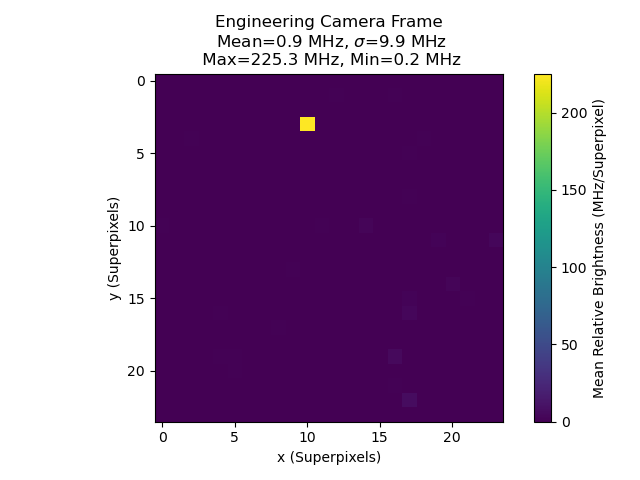 Engineering Camera Frame
Mean=0.9 MHz, σ=9.9 MHz
Max=225.3 MHz, Min=0.2 MHz
0
5
10
15
20
y (Superpixels)
0
5
10
15
20
x (Superpixels)
200
150
100
50
0
Mean Relative Brightness (MHz/Superpixel)